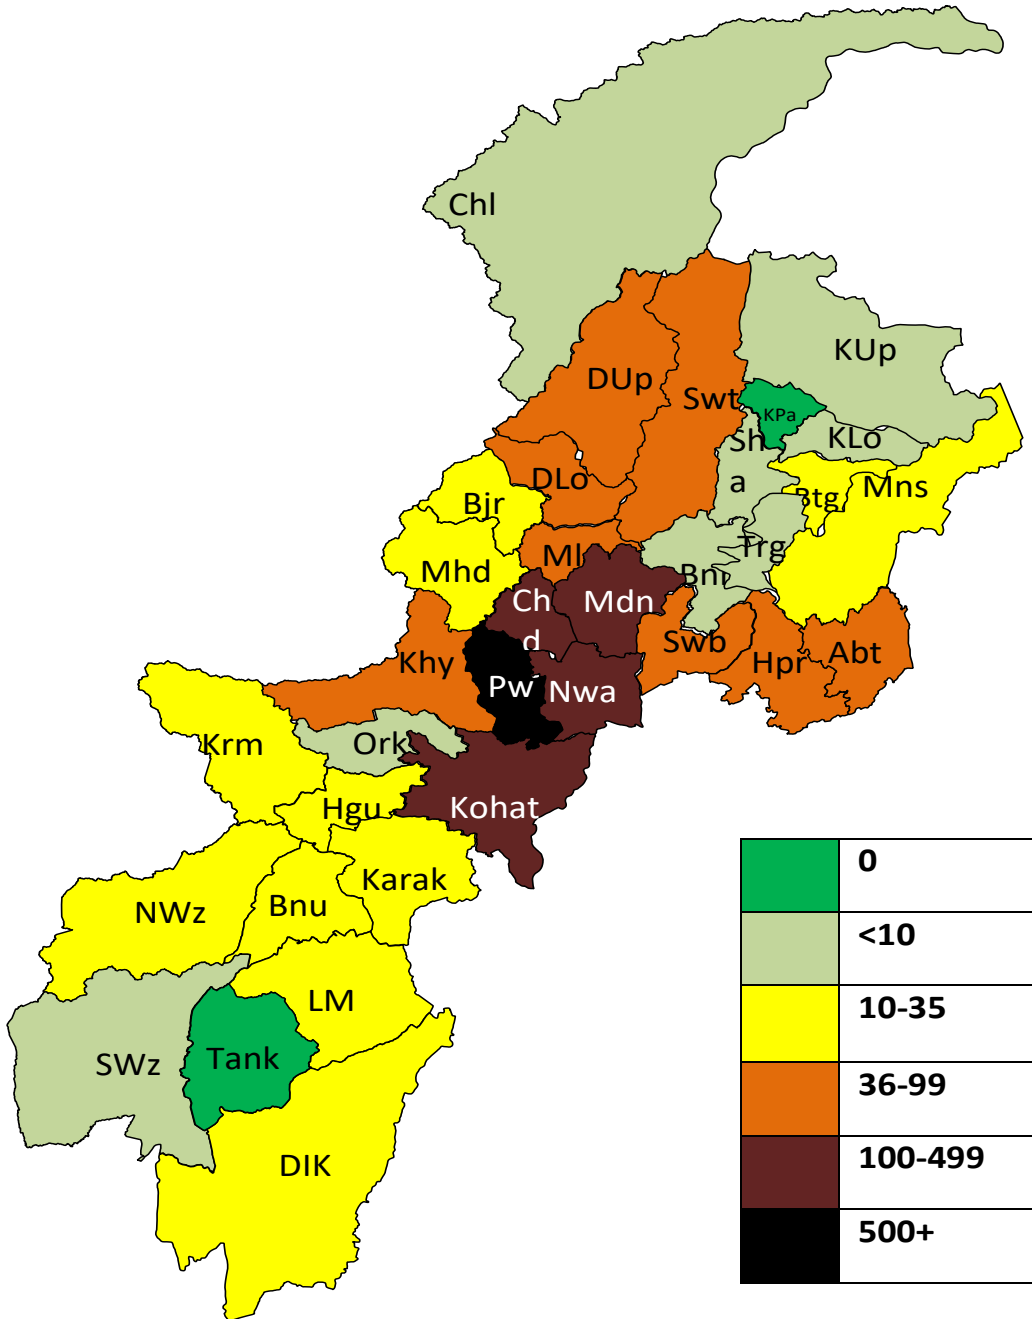 Chl
KUp
DUp
Swt
KPa
Sh
a
KLo
DLo
Btg
Mns
Bjr
Trg
Ml
Mhd
Bnr
Ch
d
Mdn
Swb
Khy
Hpr
Abt
Pw
Nwa
Krm
Ork
Hgu
Kohat
Karak
NWz
Bnu
LM
SWz
Tank
DIK
0
<10
10-35
36-99
100-499
500+